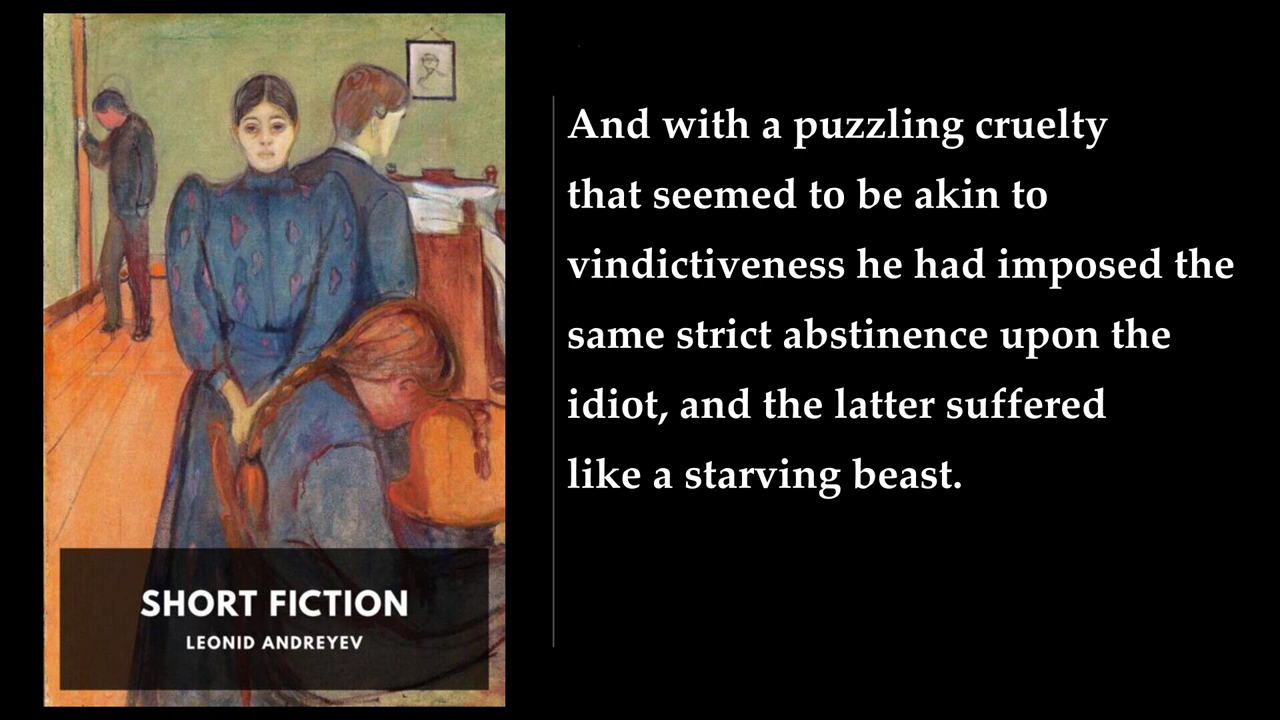 SHORT FICTION
LEONID ANDREYEV
And with a puzzling cruelty
that seemed to be akin to
vindictiveness he had imposed the
same strict abstinence upon the
idiot, and the latter suffered
like a starving beast.